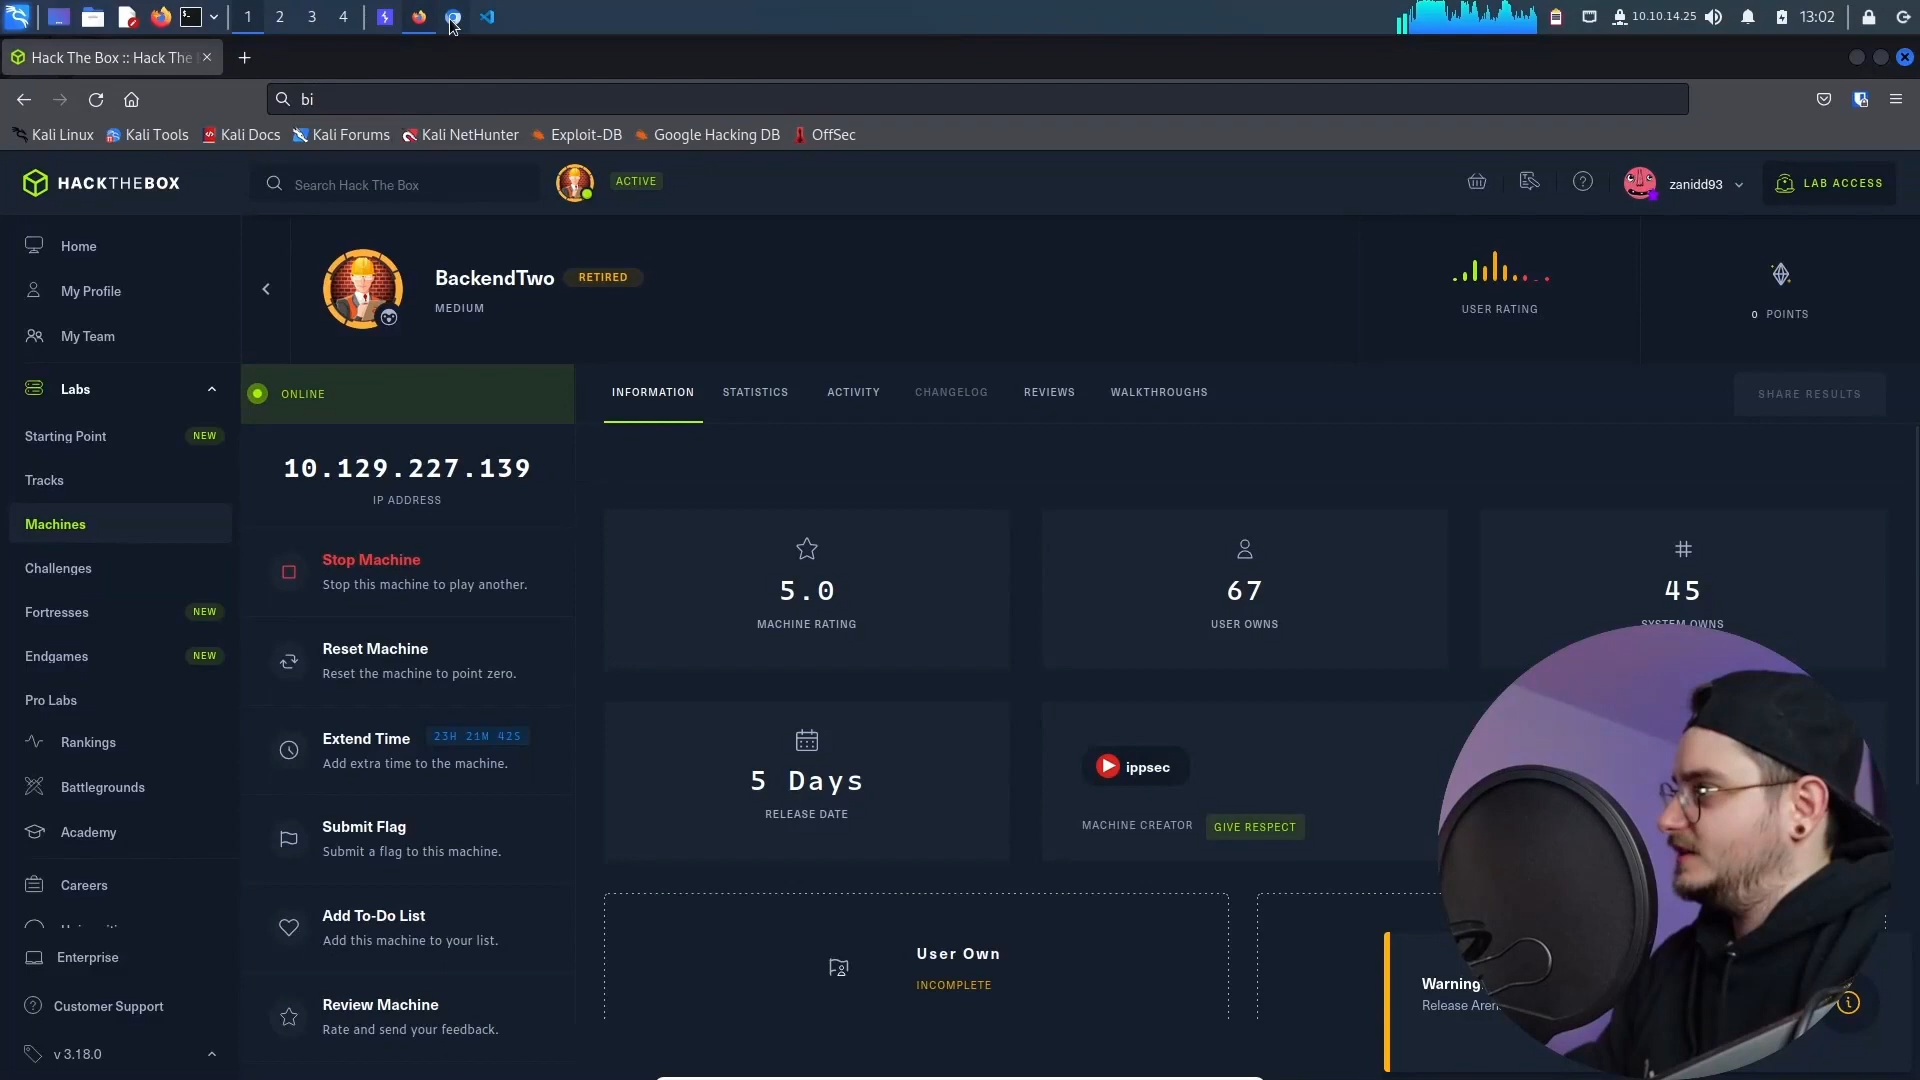 1 2 3 4
10.10.14.25
13:02
Hack The Box :: Hack The
bi
Kali Linux
Kali Tools
Kali Docs
Kali Forums
Kali NetHunter
Exploit-DB
Google Hacking DB
OffSec
HACKTHEBOX
Search Hack The Box
ACTIVE
zanidd93
LAB ACCESS
Home
My Profile
My Team
Labs
Starting Point NEW
Tracks
Machines
Challenges
Fortresses NEW
Endgames NEW
Pro Labs
Rankings
Battlegrounds
Academy
Careers
Enterprise
Customer Support
v 3.18.0
BackendTwo RETIRED
MEDIUM
USER RATING
0 POINTS
ONLINE
10.129.227.139
IP ADDRESS
Stop Machine
Stop this machine to play another.
Reset Machine
Reset the machine to point zero.
Extend Time 23H 21M 42S
Add extra time to the machine.
Submit Flag
Submit a flag to this machine.
Add To-Do List
Add this machine to your list.
Review Machine
Rate and send your feedback.
INFORMATION
STATISTICS
ACTIVITY
CHANGELOG
REVIEWS
WALKTHROUGHS
SHARE RESULTS
5.0
MACHINE RATING
67
USER OWNS
45
SYSTEM OWNS
5 Days
RELEASE DATE
ippsec
MACHINE CREATOR GIVE RESPECT
User Own
INCOMPLETE
Warning
Release